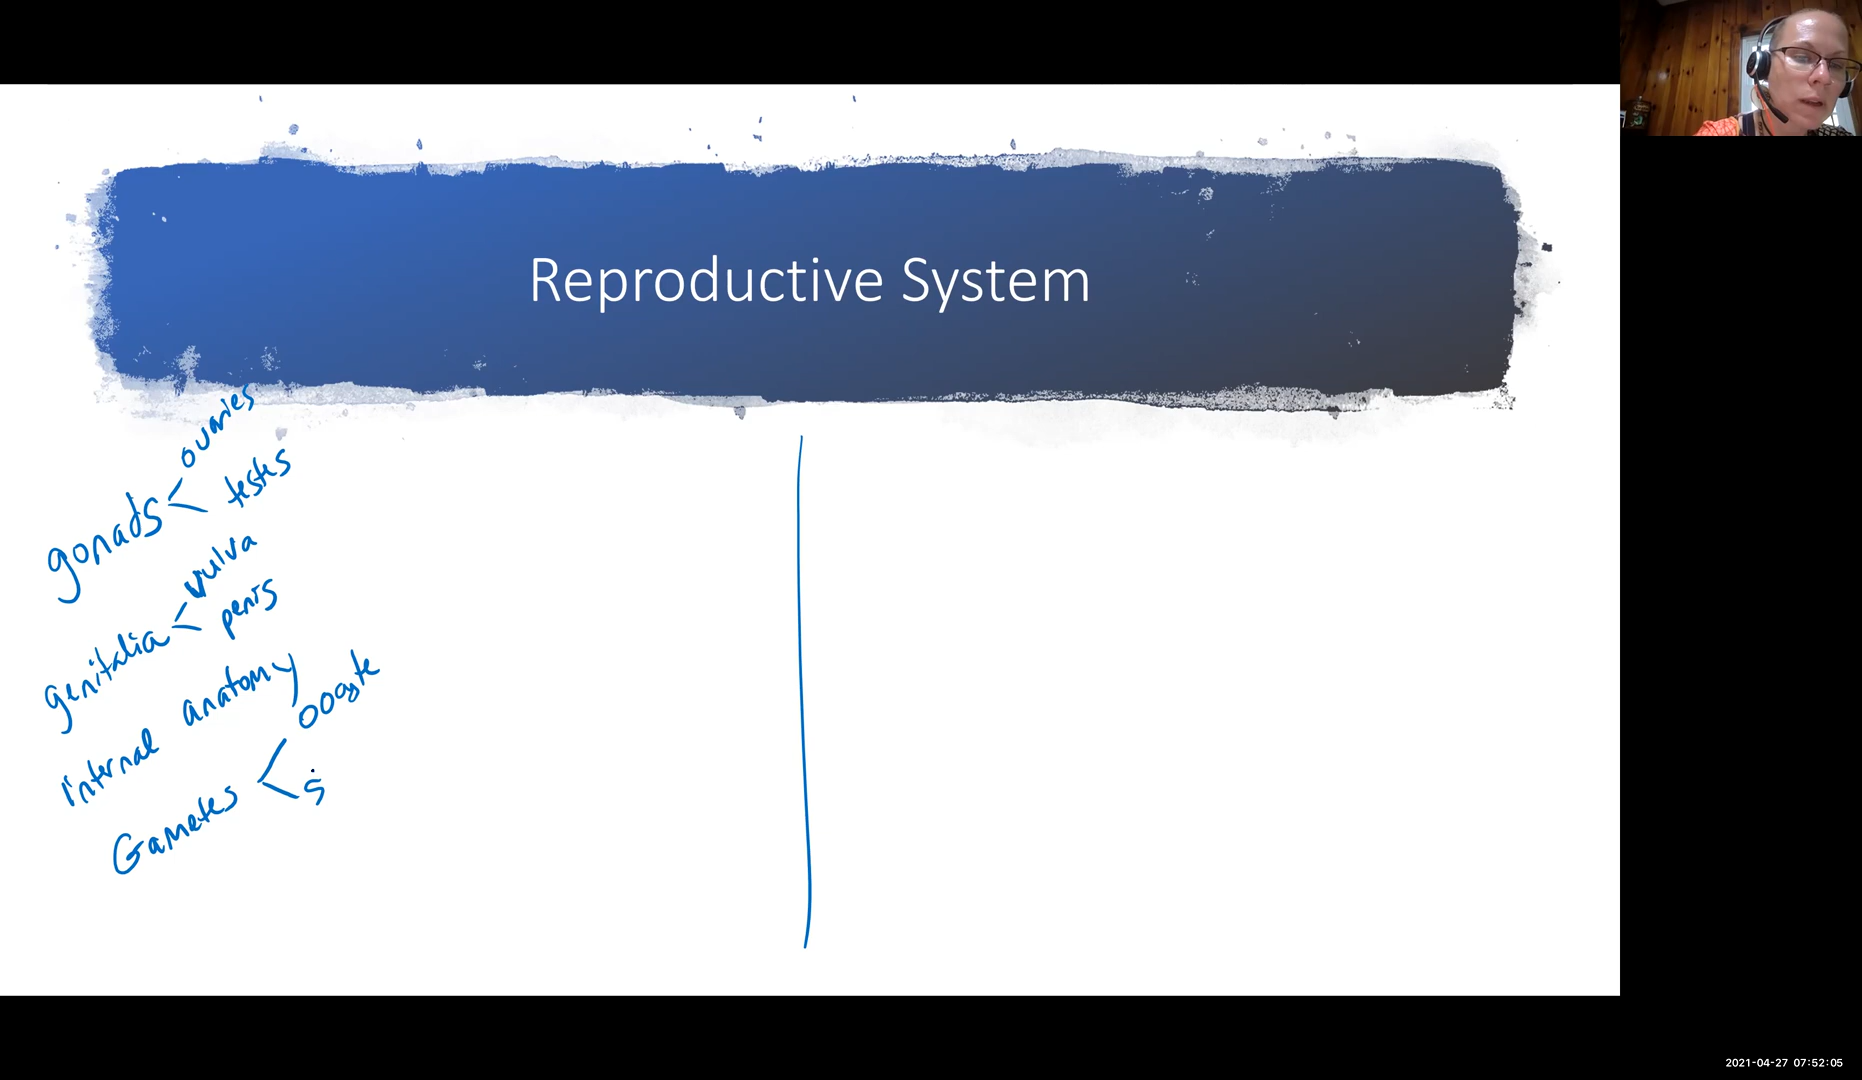 Reproductive System
ovaries
gonads < testes
vulva
genitalia < penis
internal anatomy
oocyte
Gametes < s
2021-04-27 07:52:05